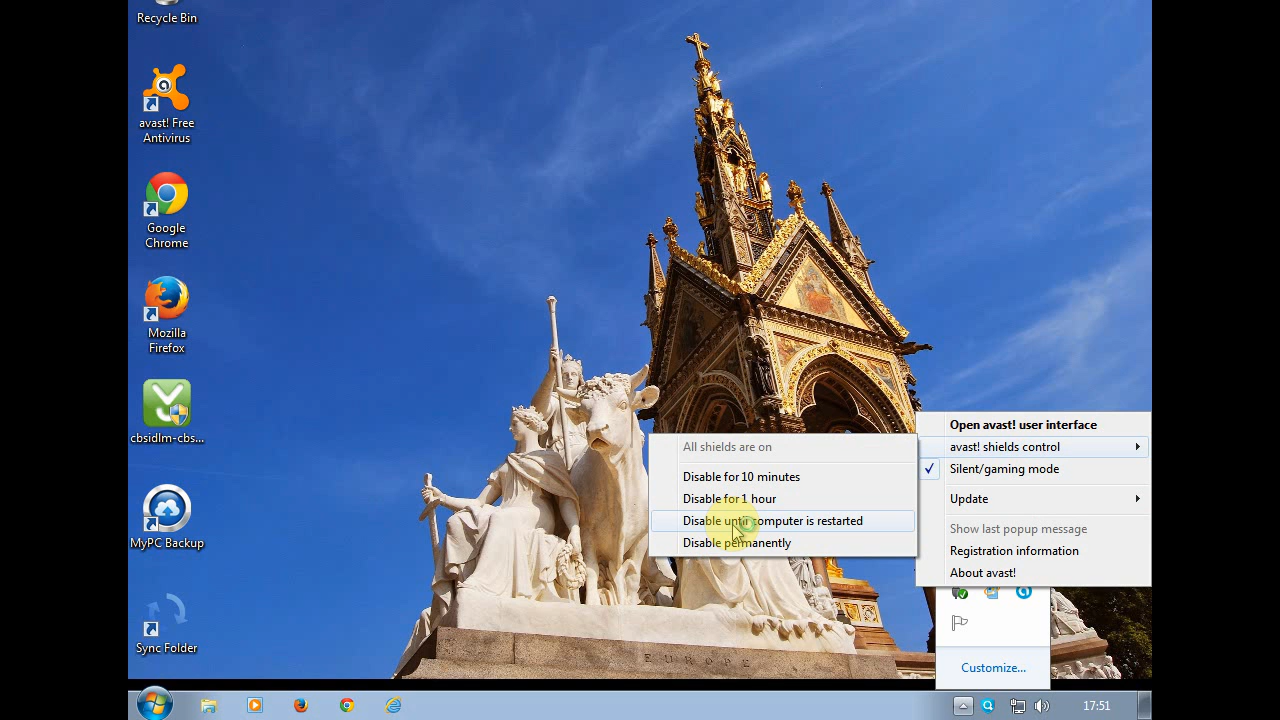 Recycle Bin
avast! Free
Antivirus
Google
Chrome
Mozilla
Firefox
cbsidlm-cbs...
MyPC Backup
Sync Folder
EUROPE
All shields are on
Disable for 10 minutes
Disable for 1 hour
Disable until computer is restarted
Disable permanently
Open avast! user interface
avast! shields control
Silent/gaming mode
Update
Show last popup message
Registration information
About avast!
Customize...
17:51